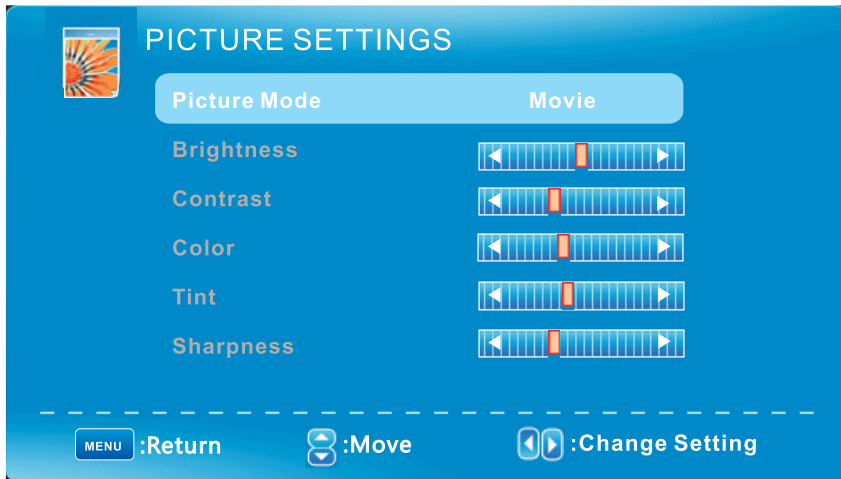 PICTURE SETTINGS
Picture Mode Movie
Brightness
Contrast
Color
Tint
Sharpness
MENU :Return :Move :Change Setting